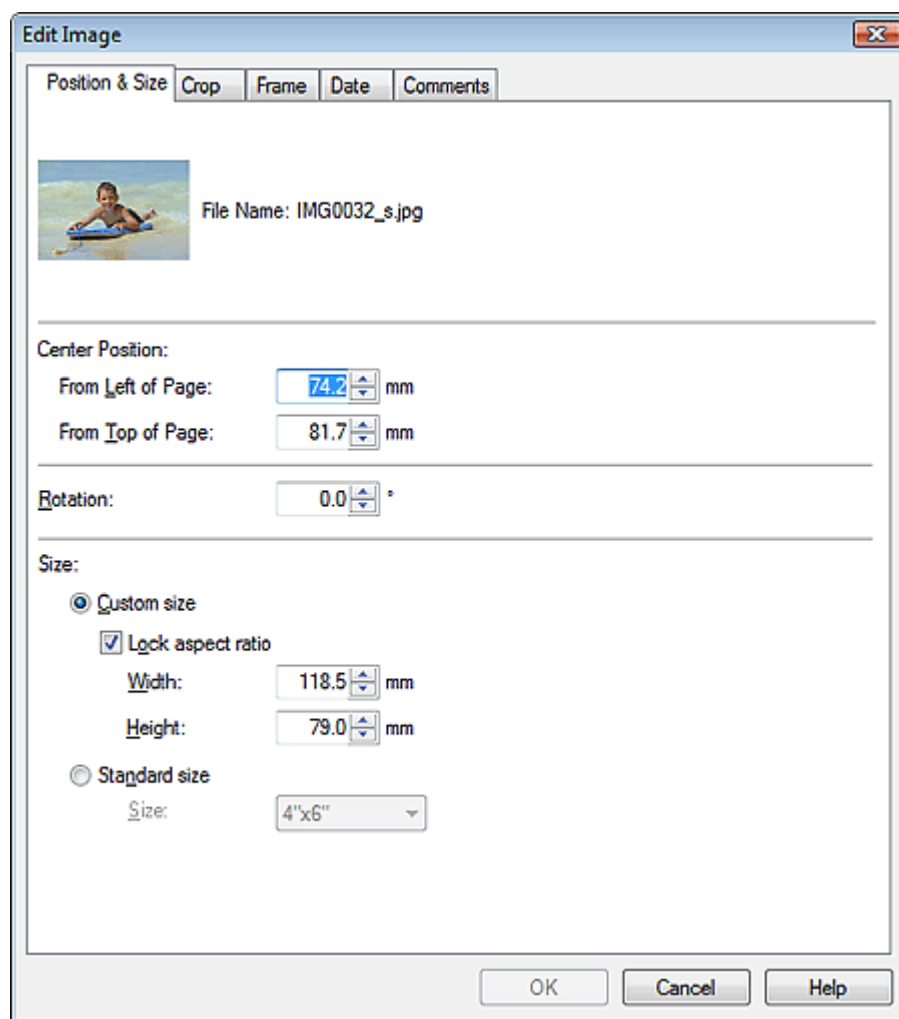 Edit Image
Position & Size Crop Frame Date Comments
File Name: IMG0032_s.jpg
Center Position:
From Left of Page: 74.2 mm
From Top of Page: 81.7 mm
Rotation: 0.0 °
Size:
Custom size
Lock aspect ratio
Width: 118.5 mm
Height: 79.0 mm
Standard size
Size: 4"x6"
OK Cancel Help